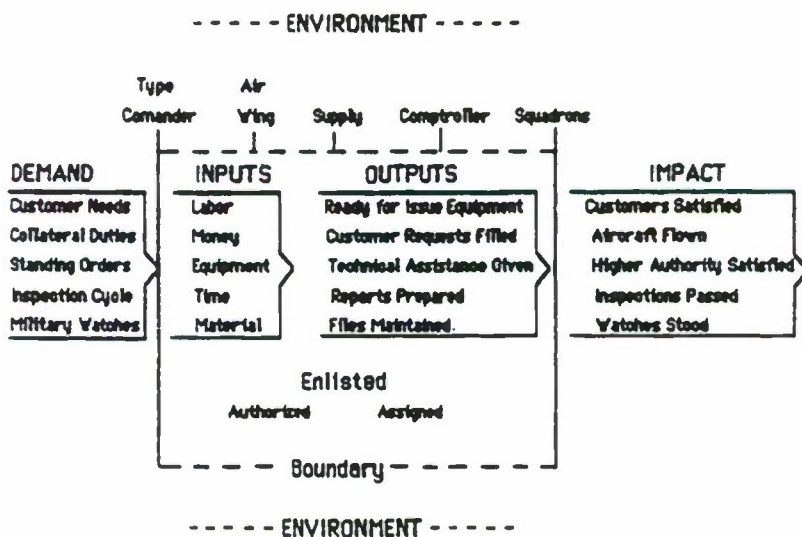 ----- ENVIRONMENT -----
Type Air
Comander Wing Supply Comptroller Squadrons
DEMAND INPUTS OUTPUTS IMPACT
Customer Needs Labor Ready for Issue Equipment Customers Satisfied
Collateral Duties Money Customer Requests Filled Aircraft Flown
Standing Orders Equipment Technical Assistance Given Higher Authority Satisfied
Inspection Cycle Time Reports Prepared Inspections Passed
Military Watches Material Files Maintained. Watches Stood
Enlisted
Authorized Assigned
Boundary
----- ENVIRONMENT -----